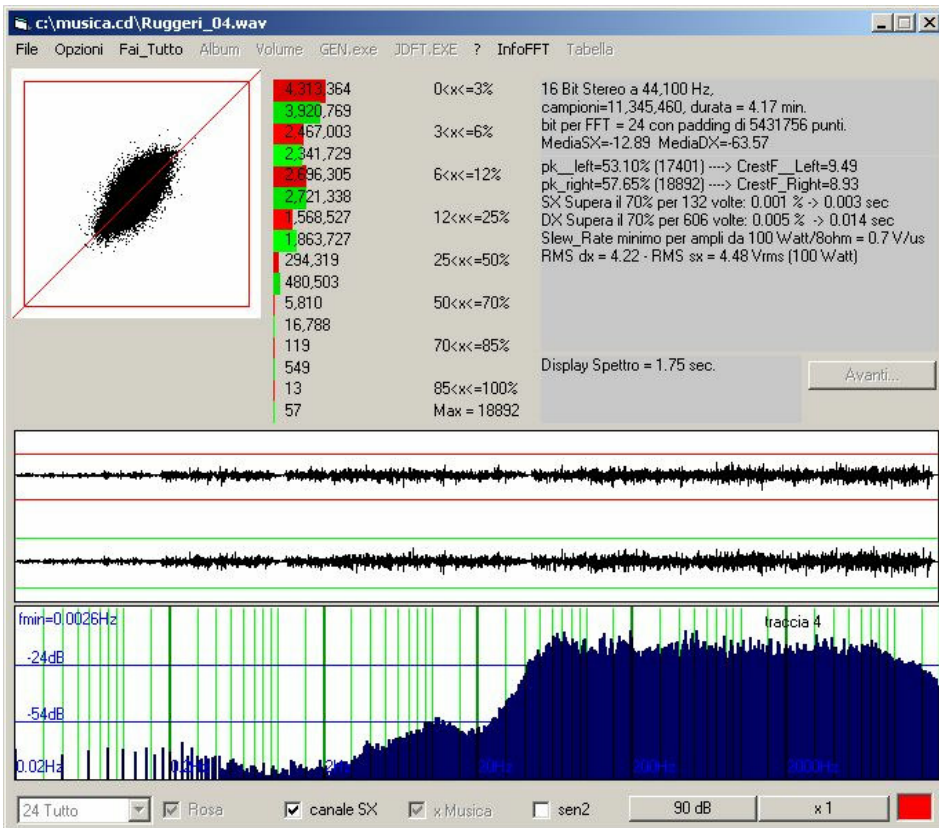 c:\musica.cd\Ruggeri_04.wav
File Opzioni Fai_Tutto Album Volume GEN.exe JDFT.EXE ? InfoFFT Tabella
4,313,364 0<x<=3%
3,920,769
2,467,003 3<x<=6%
2,341,729
2,696,305 6<x<=12%
2,721,338
1,568,527 12<x<=25%
1,863,727
294,319 25<x<=50%
480,503
5,810 50<x<=70%
16,788
119 70<x<=85%
549
13 85<x<=100%
57 Max = 18892
16 Bit Stereo a 44,100 Hz,
campioni=11,345,460, durata = 4.17 min.
bit per FFT = 24 con padding di 5431756 punti.
MediaSX=-12.89 MediaDX=-63.57
pk__left=53.10% (17401) ----> CrestF__Left=9.49
pk_right=57.65% (18892) ----> CrestF_Right=8.93
SX Supera il 70% per 132 volte: 0.001 % -> 0.003 sec
DX Supera il 70% per 606 volte: 0.005 % -> 0.014 sec
Slew_Rate minimo per ampli da 100 Watt/8ohm = 0.7 V/us
RMS dx = 4.22 - RMS sx = 4.48 Vrms (100 Watt)
Display Spettro = 1.75 sec.
Avanti...
fmin=0.0026Hz traccia 4
-24dB
-54dB
0.02Hz 0.2Hz 2Hz 20Hz 200Hz 2000Hz
24 Tutto Rosa canale SX x Musica sen2 90 dB x 1